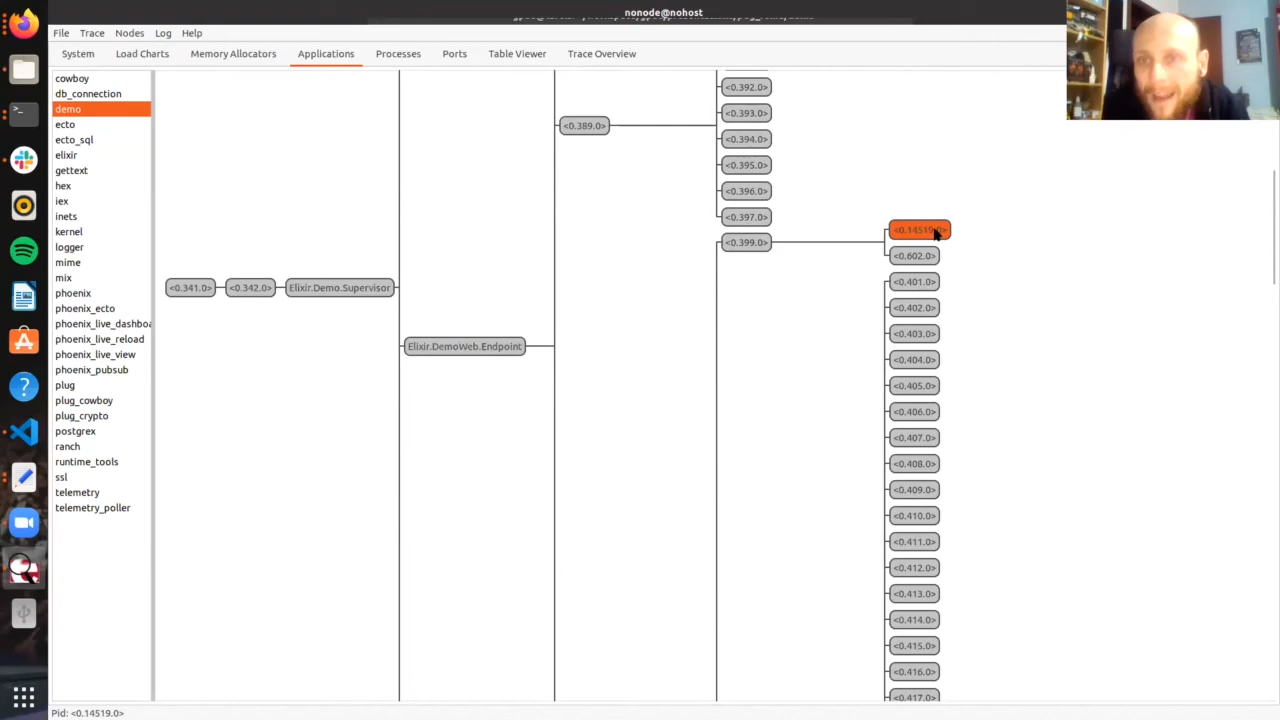 nonode@nohost
File Trace Nodes Log Help
System Load Charts Memory Allocators Applications Processes Ports Table Viewer Trace Overview
cowboy
db_connection
demo
ecto
ecto_sql
elixir
gettext
hex
iex
inets
kernel
logger
mime
mix
phoenix
phoenix_ecto
phoenix_live_dashboa
phoenix_live_reload
phoenix_live_view
phoenix_pubsub
plug
plug_cowboy
plug_crypto
postgrex
ranch
runtime_tools
ssl
telemetry
telemetry_poller
<0.341.0> <0.342.0> Elixir.Demo.Supervisor
Elixir.DemoWeb.Endpoint
<0.389.0>
<0.392.0>
<0.393.0>
<0.394.0>
<0.395.0>
<0.396.0>
<0.397.0>
<0.399.0>
<0.14519.0>
<0.602.0>
<0.401.0>
<0.402.0>
<0.403.0>
<0.404.0>
<0.405.0>
<0.406.0>
<0.407.0>
<0.408.0>
<0.409.0>
<0.410.0>
<0.411.0>
<0.412.0>
<0.413.0>
<0.414.0>
<0.415.0>
<0.416.0>
<0.417.0>
Pid: <0.14519.0>